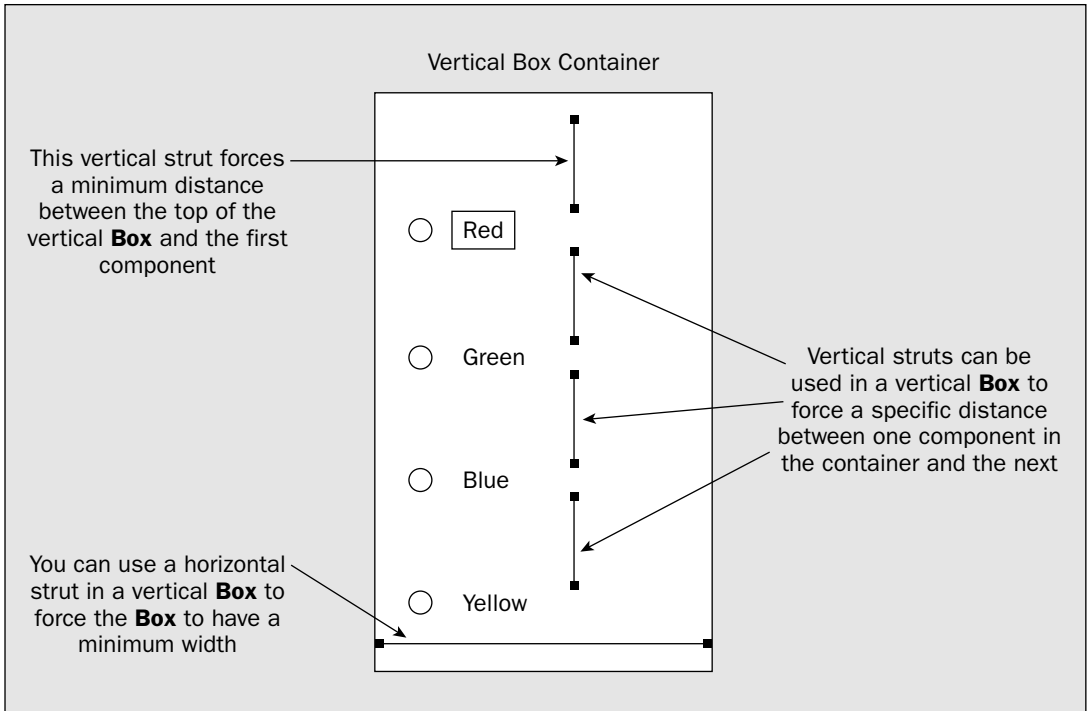 Vertical Box Container
This vertical strut forces
a minimum distance
between the top of the
vertical Box and the first
component
Red
Green
Blue
Yellow
Vertical struts can be
used in a vertical Box to
force a specific distance
between one component in
the container and the next
You can use a horizontal
strut in a vertical Box to
force the Box to have a
minimum width